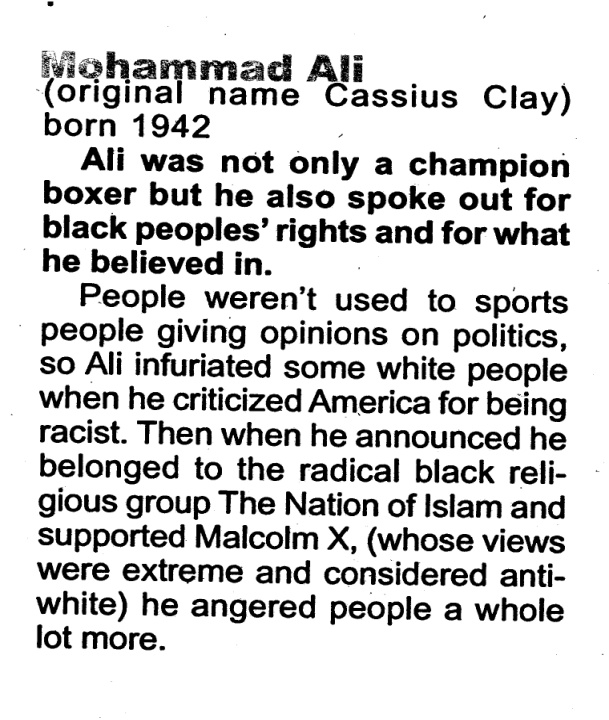 Mohammad Ali
(original name Cassius Clay)
born 1942
Ali was not only a champion
boxer but he also spoke out for
black peoples' rights and for what
he believed in.
People weren't used to sports
people giving opinions on politics,
so Ali infuriated some white people
when he criticized America for being
racist. Then when he announced he
belonged to the radical black reli-
gious group The Nation of Islam and
supported Malcolm X, (whose views
were extreme and considered anti-
white) he angered people a whole
lot more.